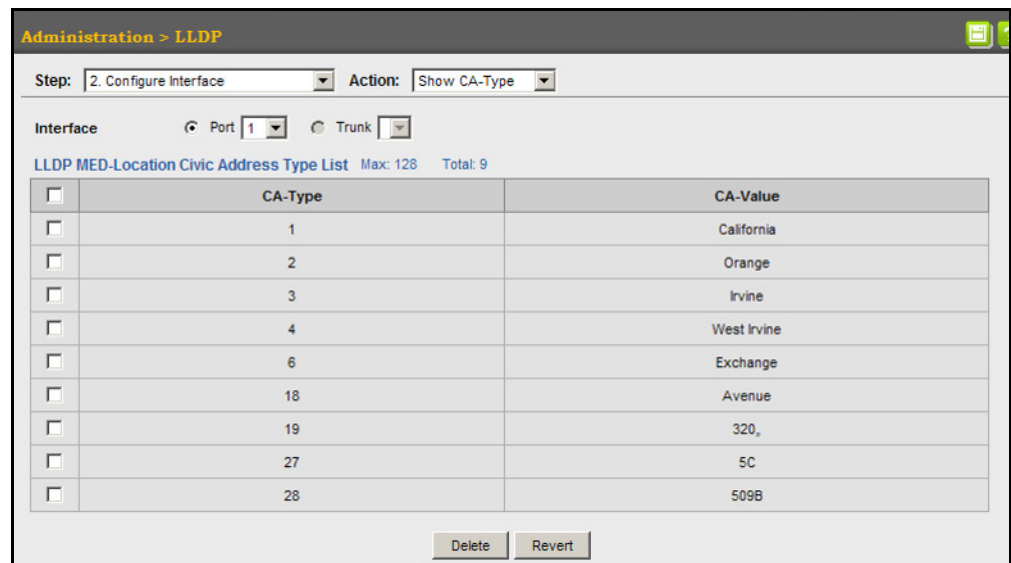 Administration > LLDP
Step: 2. Configure Interface Action: Show CA-Type
Interface Port 1 Trunk
LLDP MED-Location Civic Address Type List Max: 128 Total: 9
CA-Type CA-Value
1 California
2 Orange
3 Irvine
4 West Irvine
6 Exchange
18 Avenue
19 320。
27 5C
28 509B
Delete Revert